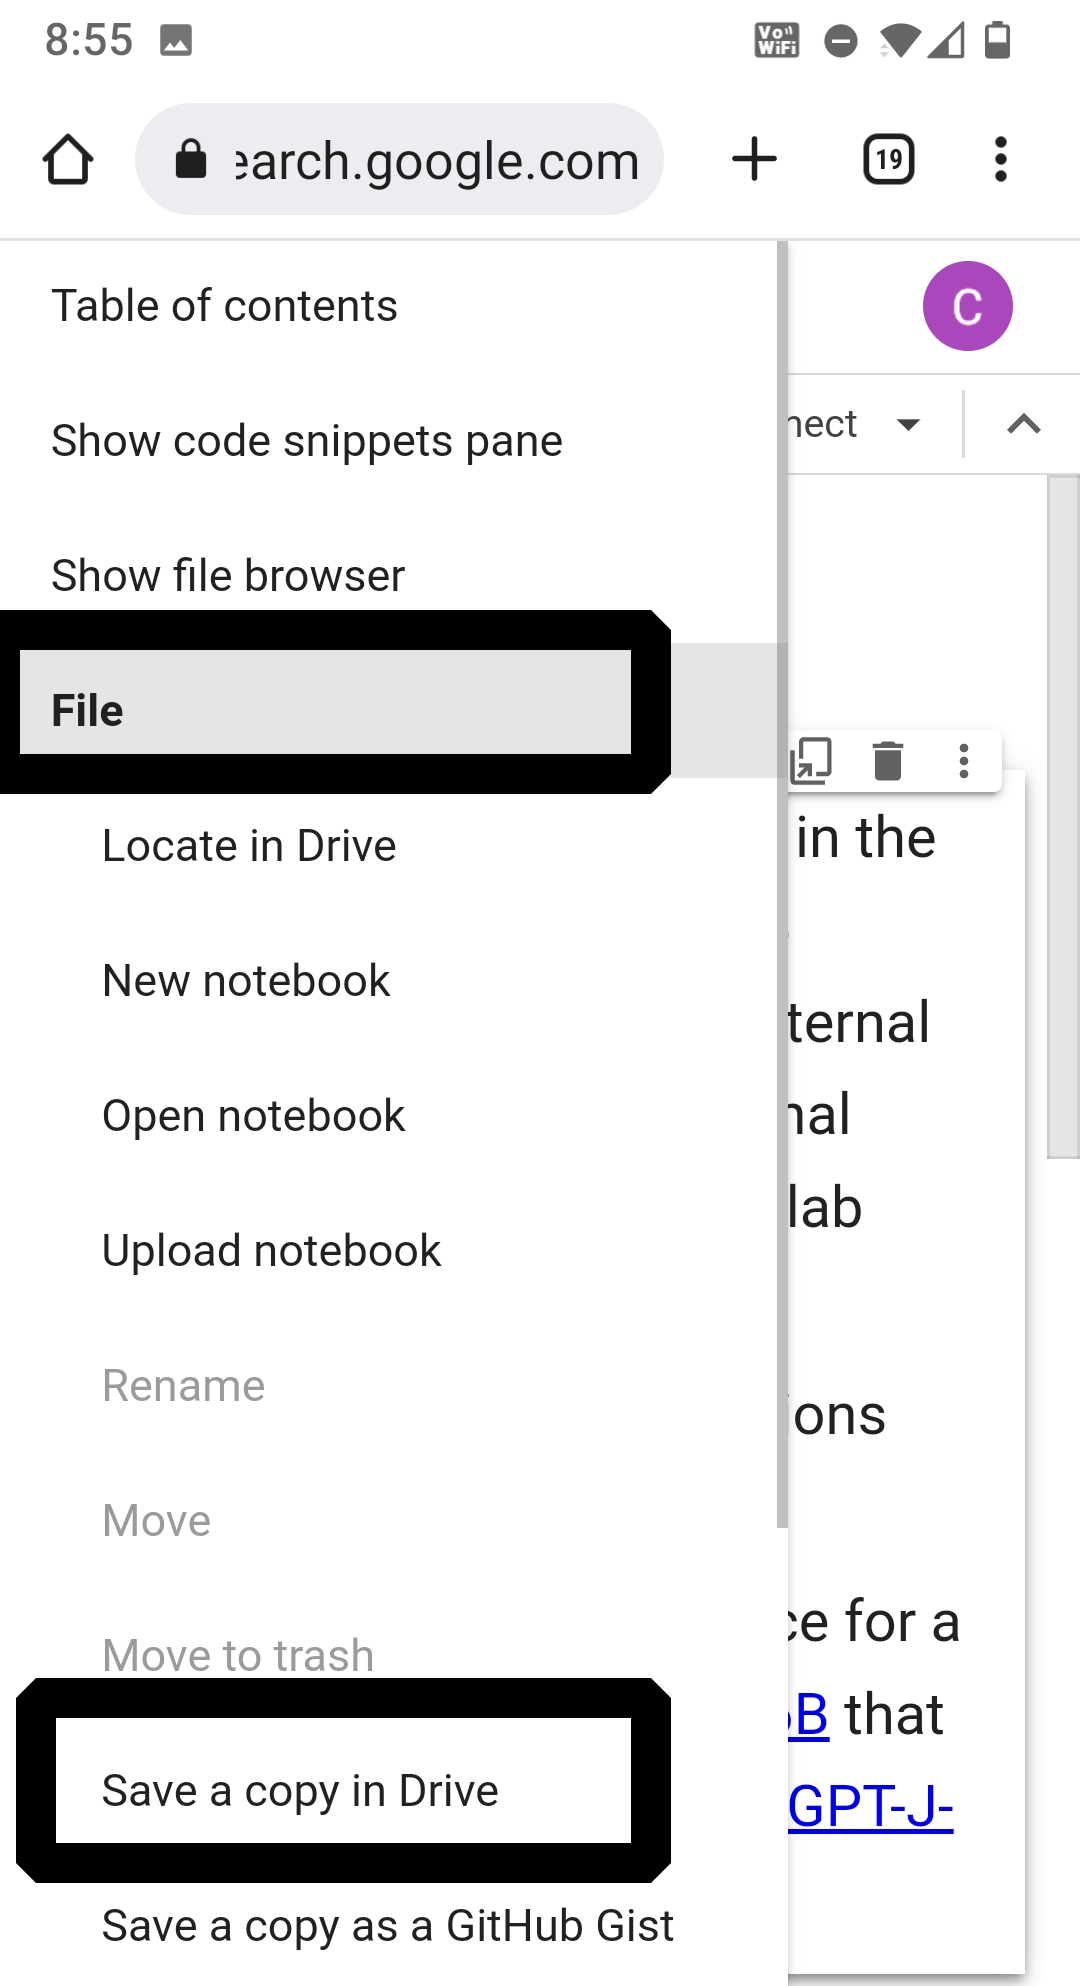 8:55
Vo
WiFi
earch.google.com
19
Table of contents
C
nect
Show code snippets pane
Show file browser
File
Locate in Drive
in the
New notebook
ternal
Open notebook
nal
lab
Upload notebook
Rename
ions
Move
ce for a
Move to trash
6B that
Save a copy in Drive
GPT-J-
Save a copy as a GitHub Gist